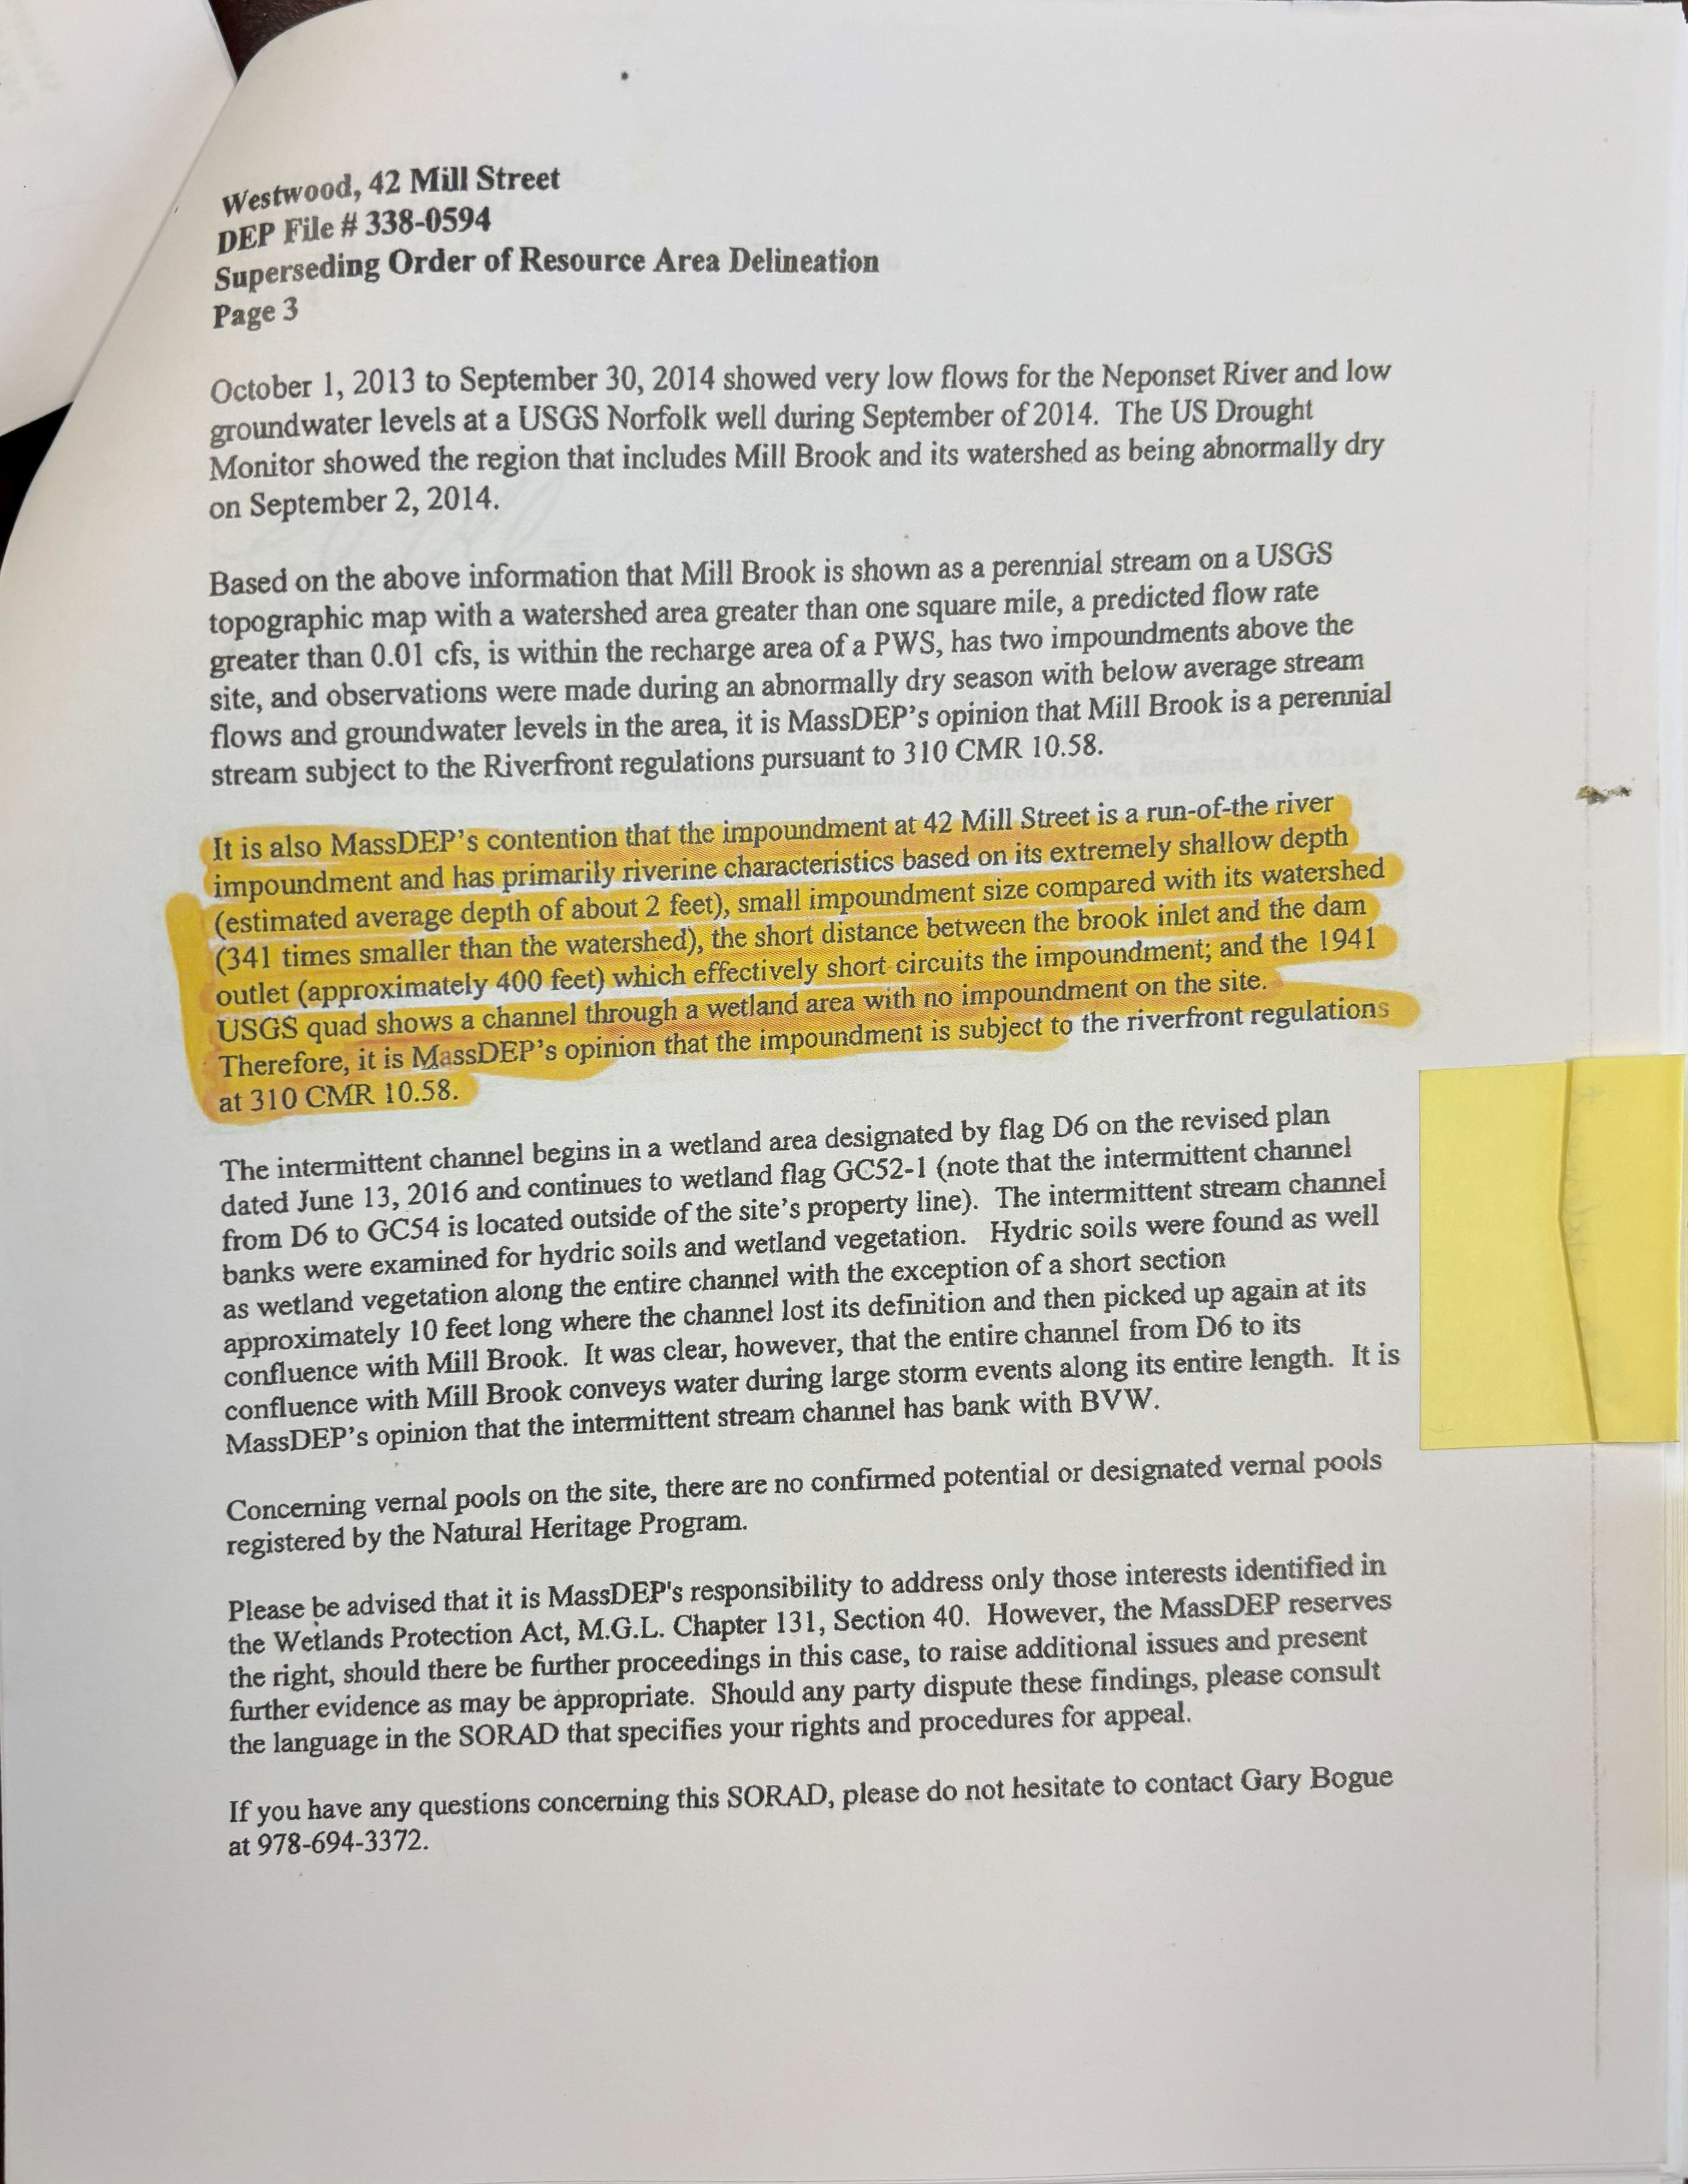 Westwood, 42 Mill Street
DEP File # 338-0594
Superseding Order of Resource Area Delineation
Page 3
October 1, 2013 to September 30, 2014 showed very low flows for the Neponset River and low
groundwater levels at a USGS Norfolk well during September of 2014. The US Drought
Monitor showed the region that includes Mill Brook and its watershed as being abnormally dry
on September 2, 2014.
Based on the above information that Mill Brook is shown as a perennial stream on a USGS
topographic map with a watershed area greater than one square mile, a predicted flow rate
greater than 0.01 cfs, is within the recharge area of a PWS, has two impoundments above the
site, and observations were made during an abnormally dry season with below average stream
flows and groundwater levels in the area, it is MassDEP's opinion that Mill Brook is a perennial
stream subject to the Riverfront regulations pursuant to 310 CMR 10.58.
It is also MassDEP's contention that the impoundment at 42 Mill Street is a run-of-the river
impoundment and has primarily riverine characteristics based on its extremely shallow depth
(estimated average depth of about 2 feet), small impoundment size compared with its watershed
(341 times smaller than the watershed), the short distance between the brook inlet and the dam
outlet (approximately 400 feet) which effectively short circuits the impoundment; and the 1941
USGS quad shows a channel through a wetland area with no impoundment on the site.
Therefore, it is MassDEP's opinion that the impoundment is subject to the riverfront regulations
at 310 CMR 10.58.
The intermittent channel begins in a wetland area designated by flag D6 on the revised plan
dated June 13, 2016 and continues to wetland flag GC52-1 (note that the intermittent channel
from D6 to GC54 is located outside of the site's property line). The intermittent stream channel
banks were examined for hydric soils and wetland vegetation. Hydric soils were found as well
as wetland vegetation along the entire channel with the exception of a short section
approximately 10 feet long where the channel lost its definition and then picked up again at its
confluence with Mill Brook. It was clear, however, that the entire channel from D6 to its
confluence with Mill Brook conveys water during large storm events along its entire length. It is
MassDEP's opinion that the intermittent stream channel has bank with BVW.
Concerning vernal pools on the site, there are no confirmed potential or designated vernal pools
registered by the Natural Heritage Program.
Please be advised that it is MassDEP's responsibility to address only those interests identified in
the Wetlands Protection Act, M.G.L. Chapter 131, Section 40. However, the MassDEP reserves
the right, should there be further proceedings in this case, to raise additional issues and present
further evidence as may be appropriate. Should any party dispute these findings, please consult
the language in the SORAD that specifies your rights and procedures for appeal.
If you have any questions concerning this SORAD, please do not hesitate to contact Gary Bogue
at 978-694-3372.